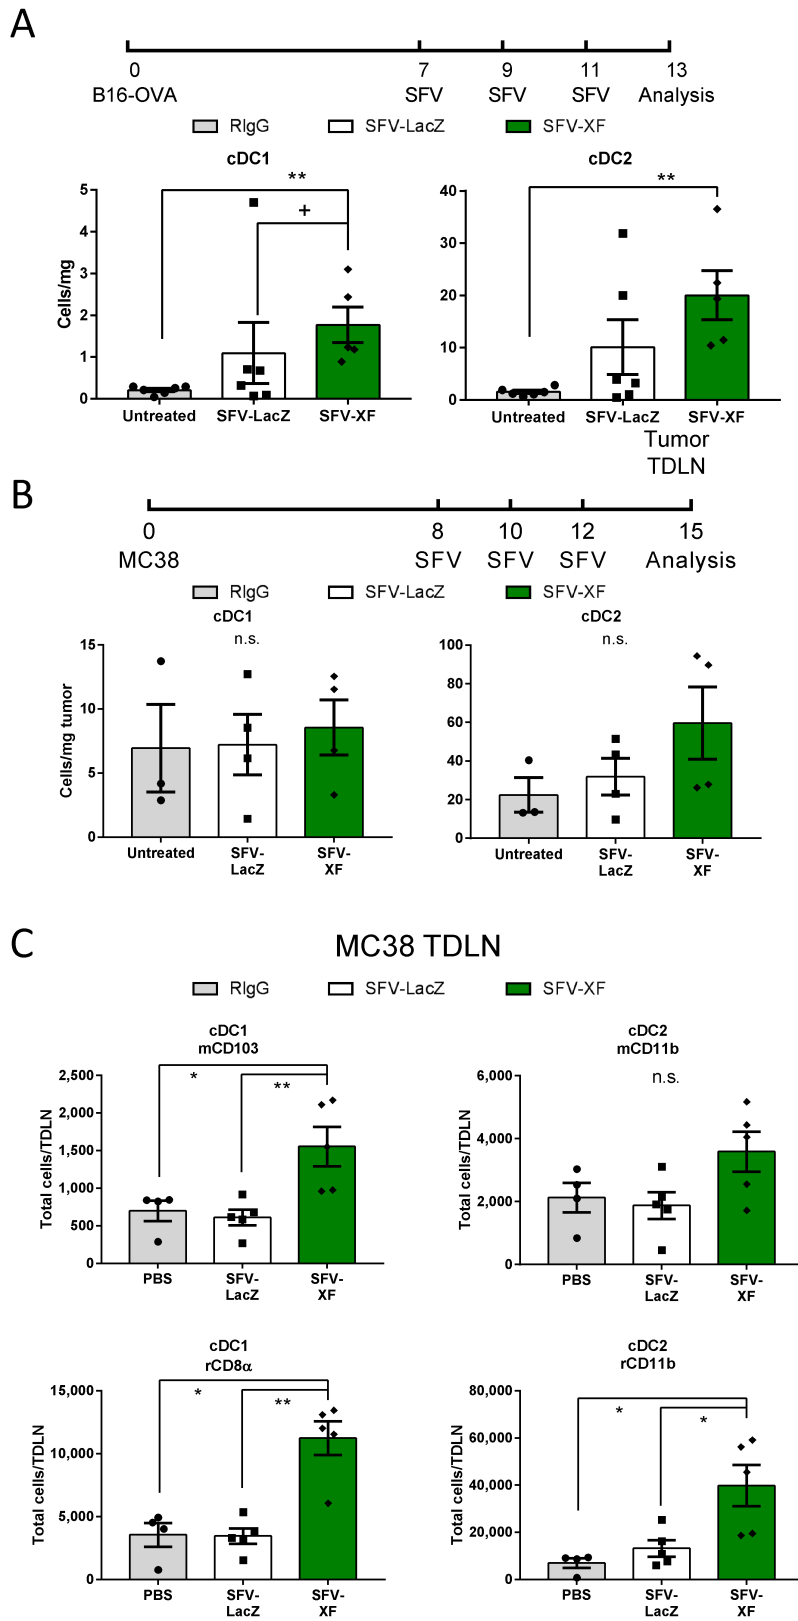 A
0 7 9 11 13
B16-OVA SFV SFV SFV Analysis
RIgG SFV-LacZ SFV-XF
cDC1
**
+
Cells/mg
5
4
3
2
1
0
Untreated SFV-LacZ SFV-XF
cDC2
**
40
30
20
10
0
Untreated SFV-LacZ SFV-XF
Tumor
TDLN
B
0 8 10 12 15
MC38 SFV SFV SFV Analysis
RIgG SFV-LacZ SFV-XF
cDC1
n.s.
Cells/mg tumor
15
10
5
0
Untreated SFV- SFV-
LacZ XF
cDC2
n.s.
100
80
60
40
20
0
Untreated SFV- SFV-
LacZ XF
C
MC38 TDLN
RIgG SFV-LacZ SFV-XF
cDC1
mCD103
* **
Total cells/TDLN
2,500
2,000
1,500
1,000
500
0
PBS SFV- SFV-
LacZ XF
cDC2
mCD11b
n.s.
Total cells/TDLN
6,000
4,000
2,000
0
PBS SFV- SFV-
LacZ XF
cDC1
rCD8α
* **
Total cells/TDLN
15,000
10,000
5,000
0
PBS SFV- SFV-
LacZ XF
cDC2
rCD11b
* *
Total cells/TDLN
80,000
60,000
40,000
20,000
0
PBS SFV- SFV-
LacZ XF